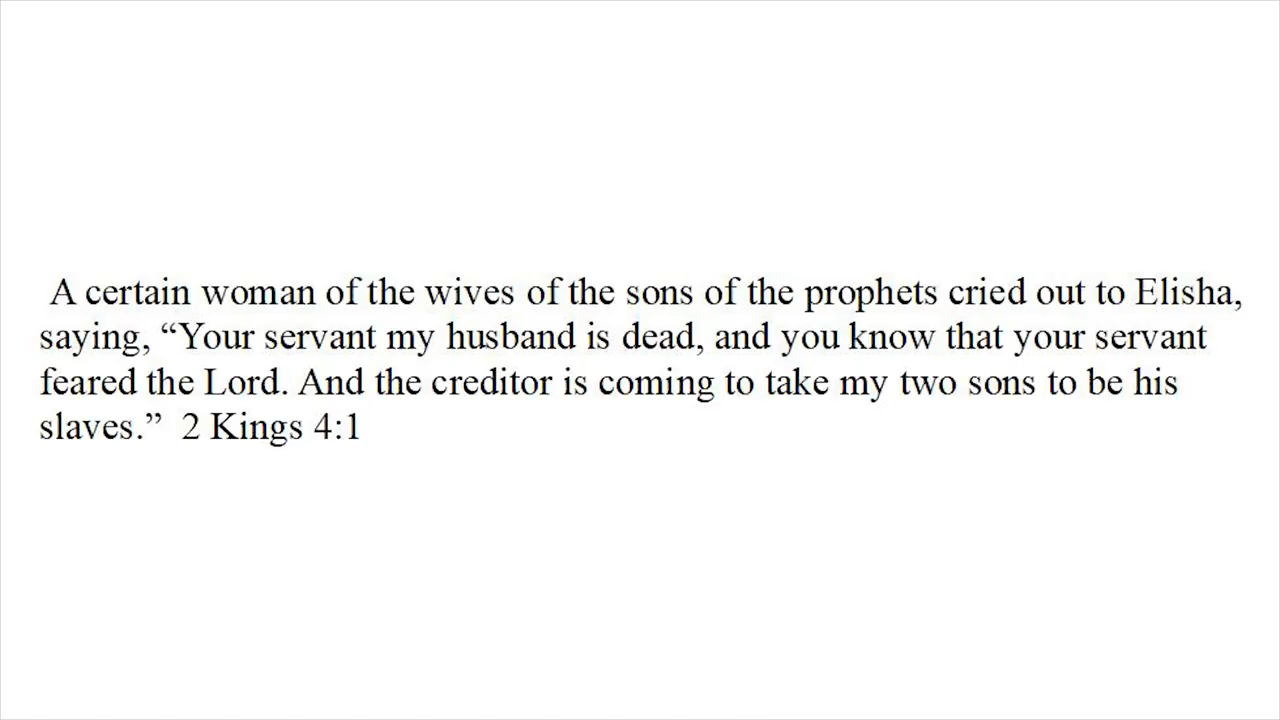 A certain woman of the wives of the sons of the prophets cried out to Elisha,
saying, “Your servant my husband is dead, and you know that your servant
feared the Lord. And the creditor is coming to take my two sons to be his
slaves.”  2 Kings 4:1